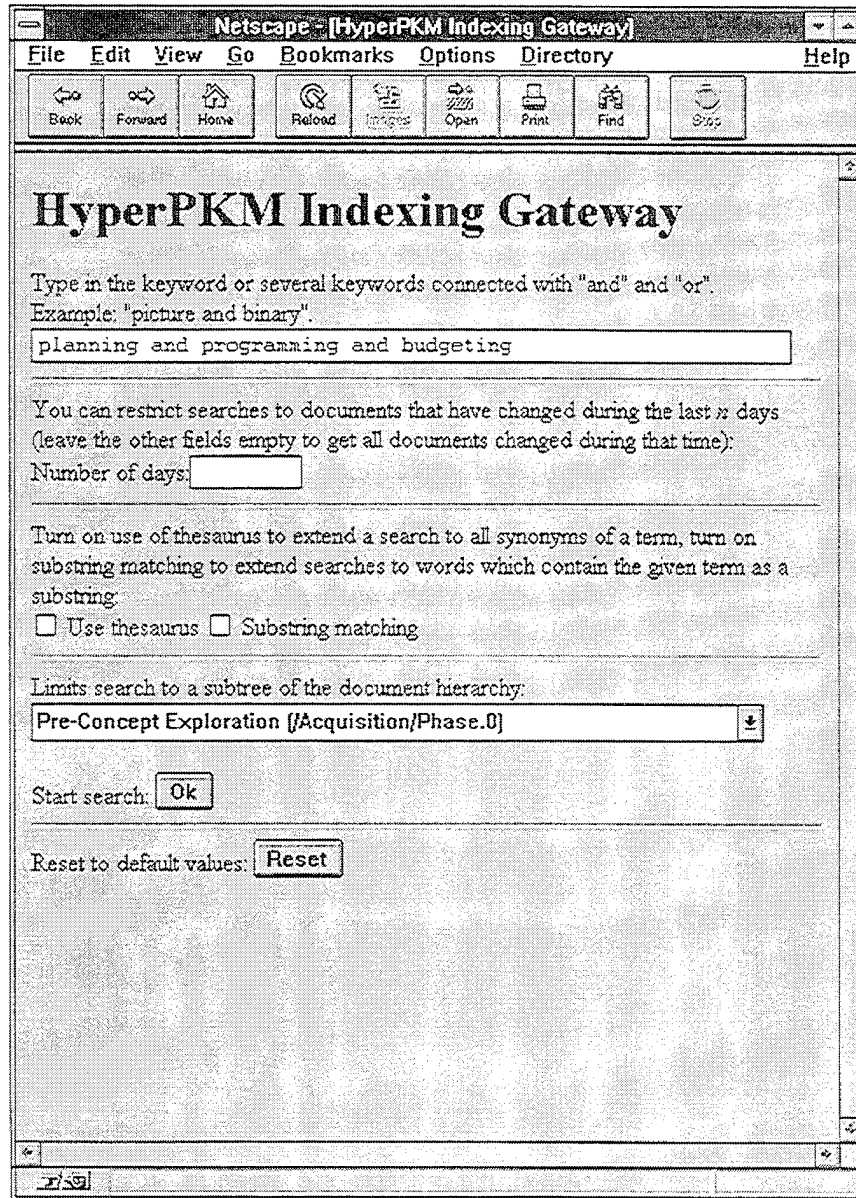 Netscape - [HyperPKM Indexing Gateway]
File Edit View Go Bookmarks Options Directory Help
Back Forward Home Reload Images Open Print Find Stop
HyperPKM Indexing Gateway
Type in the keyword or several keywords connected with "and" and "or".
Example: "picture and binary".
planning and programming and budgeting
You can restrict searches to documents that have changed during the last n days
(leave the other fields empty to get all documents changed during that time):
Number of days:
Turn on use of thesaurus to extend a search to all synonyms of a term, turn on
substring matching to extend searches to words which contain the given term as a
substring:
Use thesaurus Substring matching
Limits search to a subtree of the document hierarchy:
Pre-Concept Exploration [/Acquisition/Phase.0]
Start search: Ok
Reset to default values: Reset